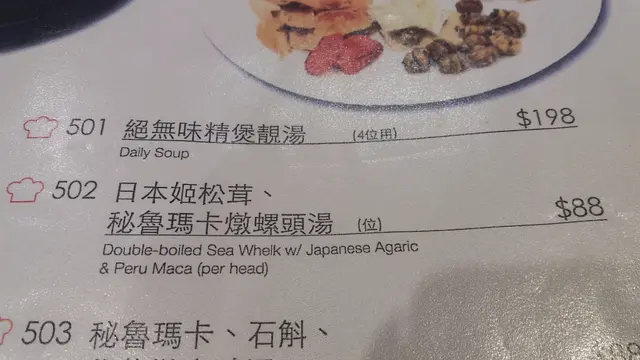 501 絕無味精煲靚湯 (4位用) $198
Daily Soup
502 日本姬松茸、
秘魯瑪卡燉螺頭湯 (位) $88
Double-boiled Sea Whelk w/ Japanese Agaric
& Peru Maca (per head)
503 秘魯瑪卡、石斛、